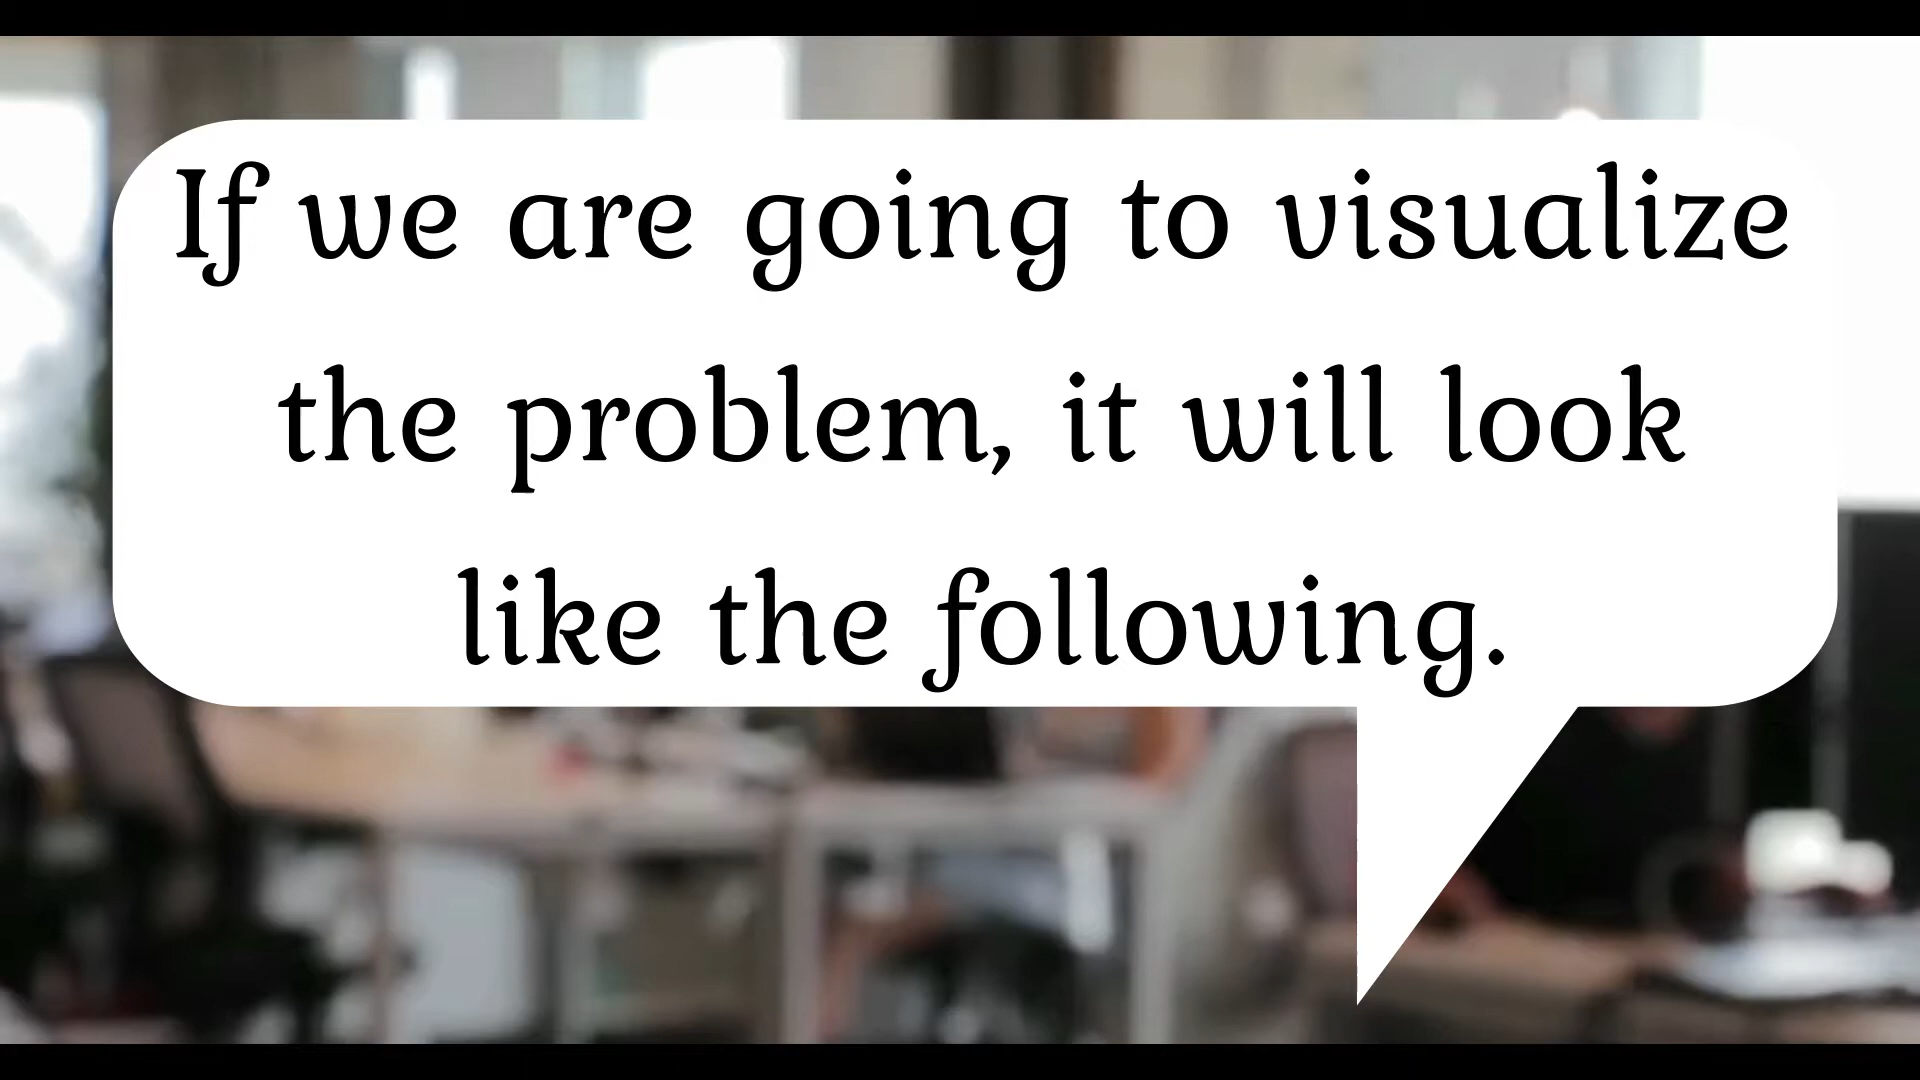 If we are going to visualize
the problem, it will look
like the following.